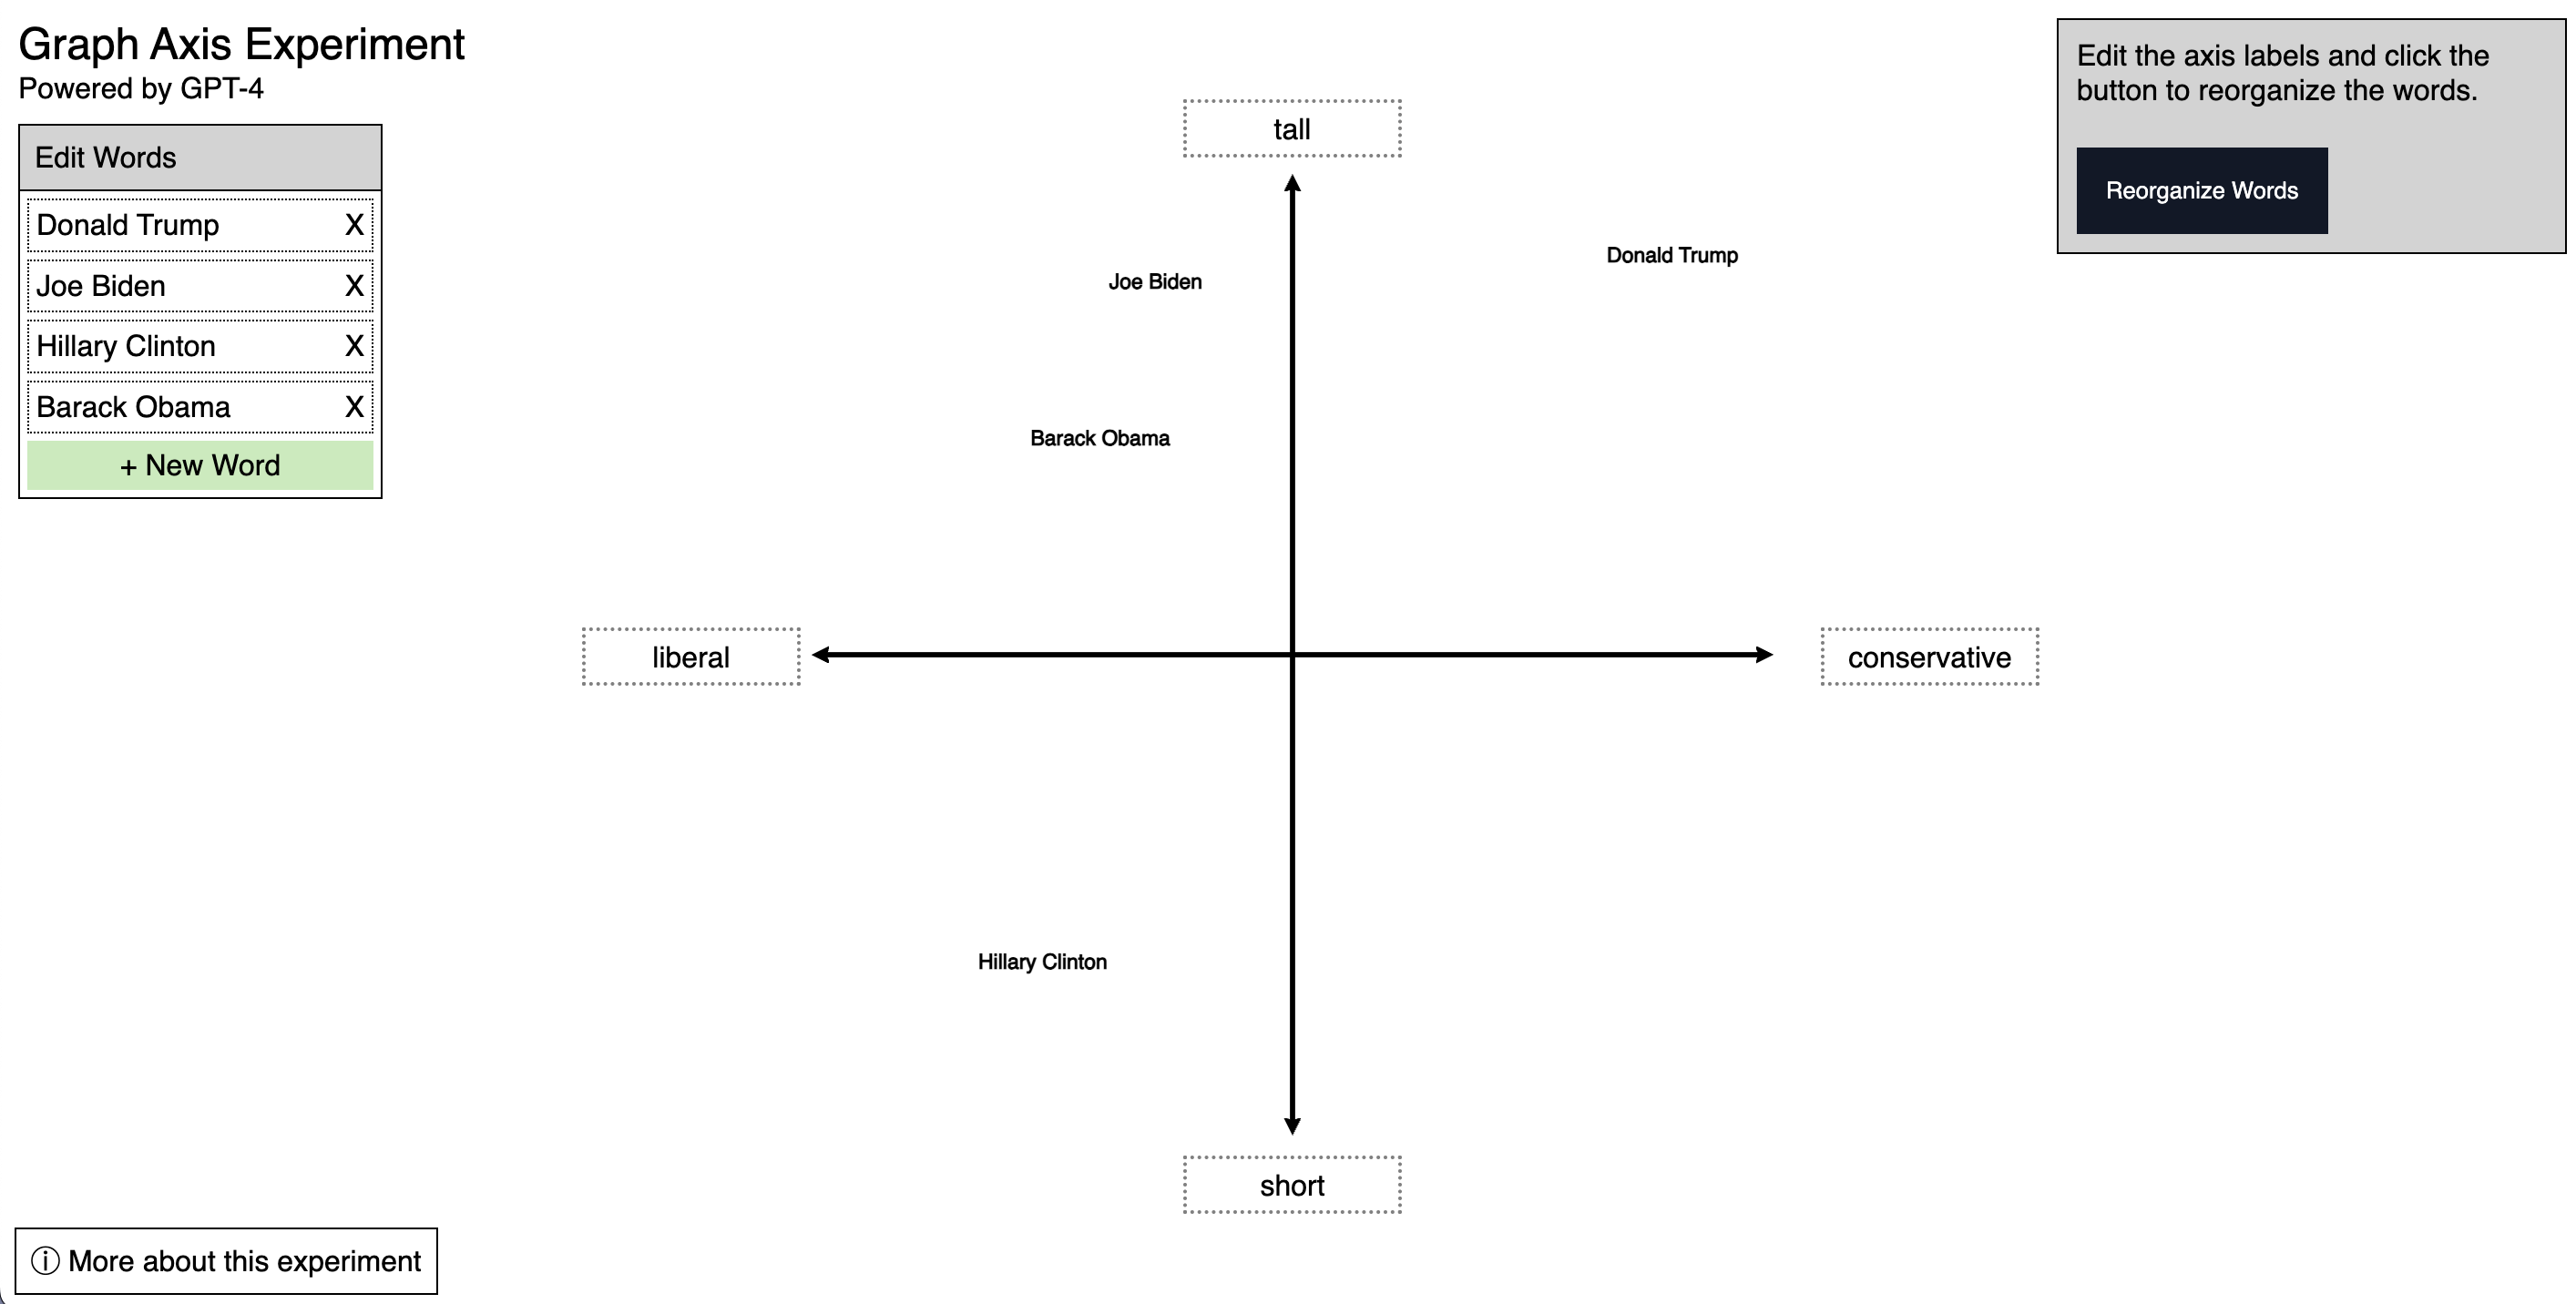 Graph Axis Experiment
Powered by GPT-4
Edit Words
Donald Trump X
Joe Biden X
Hillary Clinton X
Barack Obama X
+ New Word
Edit the axis labels and click the
button to reorganize the words.
Reorganize Words
tall
Donald Trump
Joe Biden
Barack Obama
liberal
conservative
Hillary Clinton
short
ⓘ More about this experiment